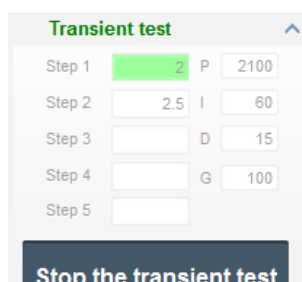 Transient test
Step 1 2 P 2100
Step 2 2.5 I 60
Step 3 D 15
Step 4 G 100
Step 5
Stop the transient test